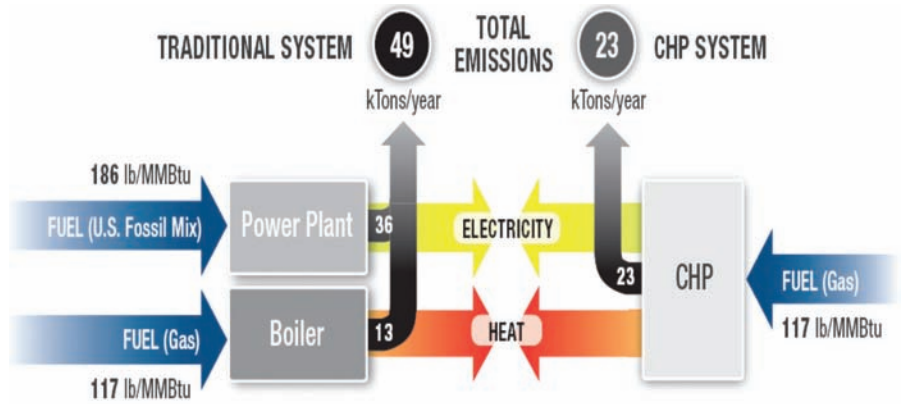 TRADITIONAL SYSTEM
49
kTons/year
TOTAL
EMISSIONS
23
kTons/year
CHP SYSTEM
186 lb/MMBtu
FUEL (U.S. Fossil Mix)
Power Plant
36
ELECTRICITY
FUEL (Gas)
117 lb/MMBtu
Boiler
13
HEAT
23
CHP
FUEL (Gas)
117 lb/MMBtu